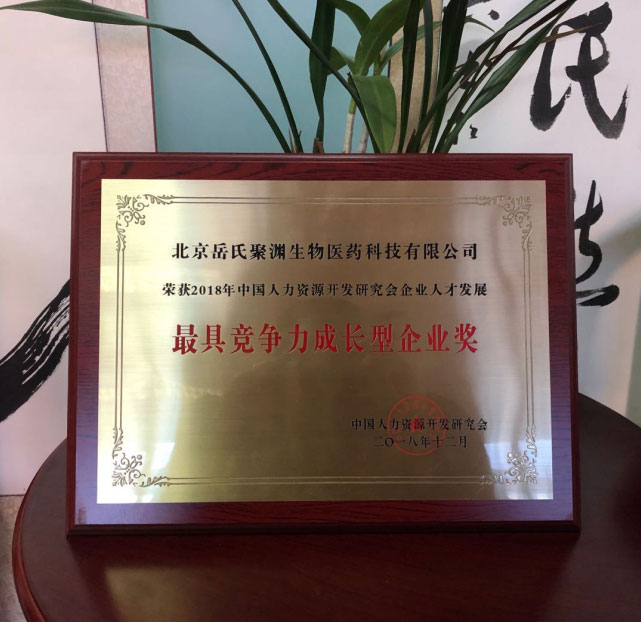 北京岳氏聚渊生物医药科技有限公司
荣获2018年中国人力资源开发研究会企业人才发展
最具竞争力成长型企业奖
中国人力资源开发研究会
二〇一八年十二月
氏